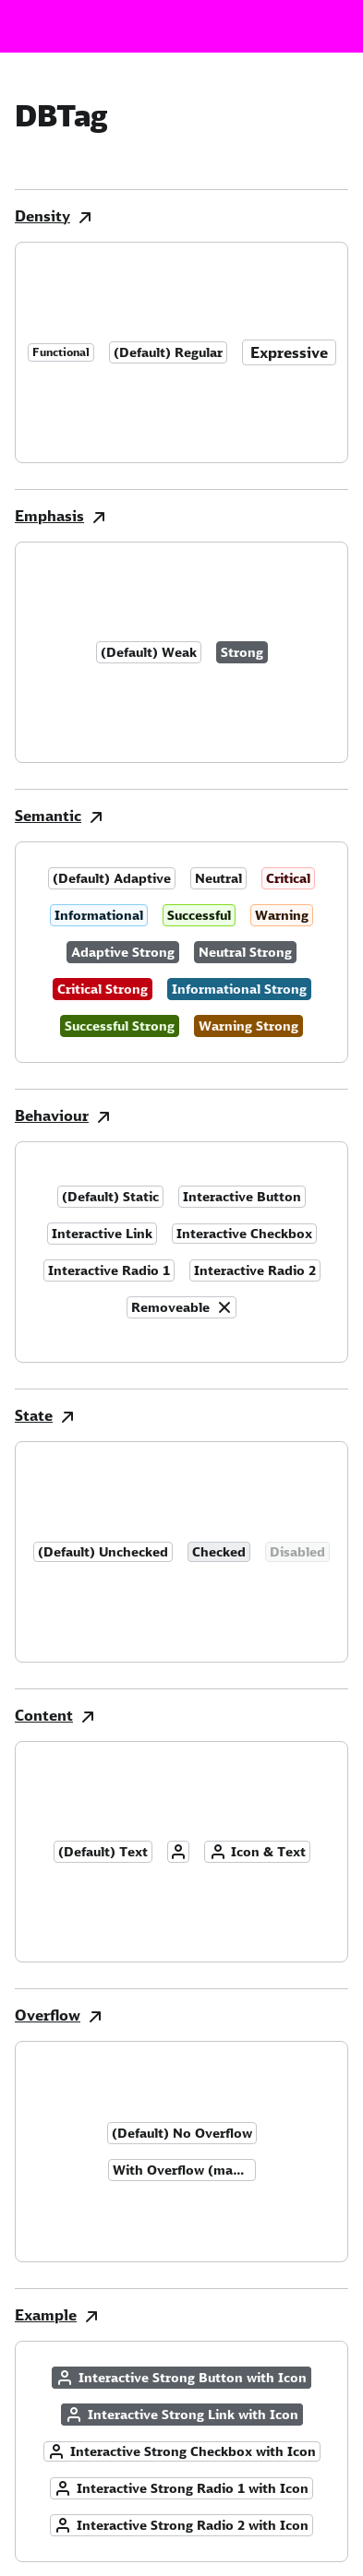 DBTag
Density
Functional (Default) Regular Expressive
Emphasis
(Default) Weak Strong
Semantic
(Default) Adaptive Neutral Critical
Informational Successful Warning
Adaptive Strong Neutral Strong
Critical Strong Informational Strong
Successful Strong Warning Strong
Behaviour
(Default) Static Interactive Button
Interactive Link Interactive Checkbox
Interactive Radio 1 Interactive Radio 2
Removeable
State
(Default) Unchecked Checked Disabled
Content
(Default) Text Icon & Text
Overflow
(Default) No Overflow
With Overflow (ma...
Example
Interactive Strong Button with Icon
Interactive Strong Link with Icon
Interactive Strong Checkbox with Icon
Interactive Strong Radio 1 with Icon
Interactive Strong Radio 2 with Icon